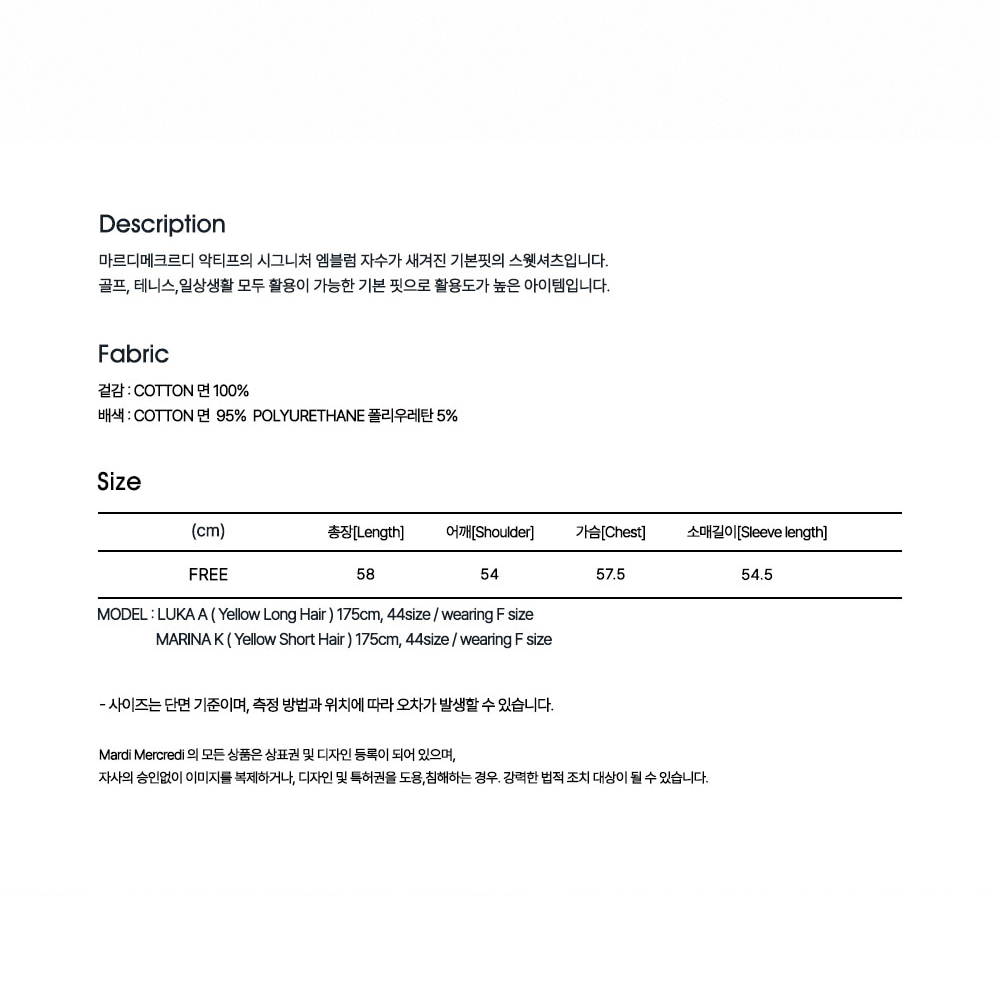 Description
마르디메크르디 악티프의 시그니처 엠블럼 자수가 새겨진 기본핏의 스웻셔츠입니다.
골프, 테니스,일상생활 모두 활용이 가능한 기본 핏으로 활용도가 높은 아이템입니다.
Fabric
겉감 : COTTON 면 100%
배색 : COTTON 면 95% POLYURETHANE 폴리우레탄 5%
Size
(cm) 총장[Length] 어깨[Shoulder] 가슴[Chest] 소매길이[Sleeve length]
FREE 58 54 57.5 54.5
MODEL : LUKA A ( Yellow Long Hair ) 175cm, 44size / wearing F size
MARINA K ( Yellow Short Hair ) 175cm, 44size / wearing F size
- 사이즈는 단면 기준이며, 측정 방법과 위치에 따라 오차가 발생할 수 있습니다.
Mardi Mercredi 의 모든 상품은 상표권 및 디자인 등록이 되어 있으며,
자사의 승인없이 이미지를 복제하거나, 디자인 및 특허권을 도용,침해하는 경우. 강력한 법적 조치 대상이 될 수 있습니다.